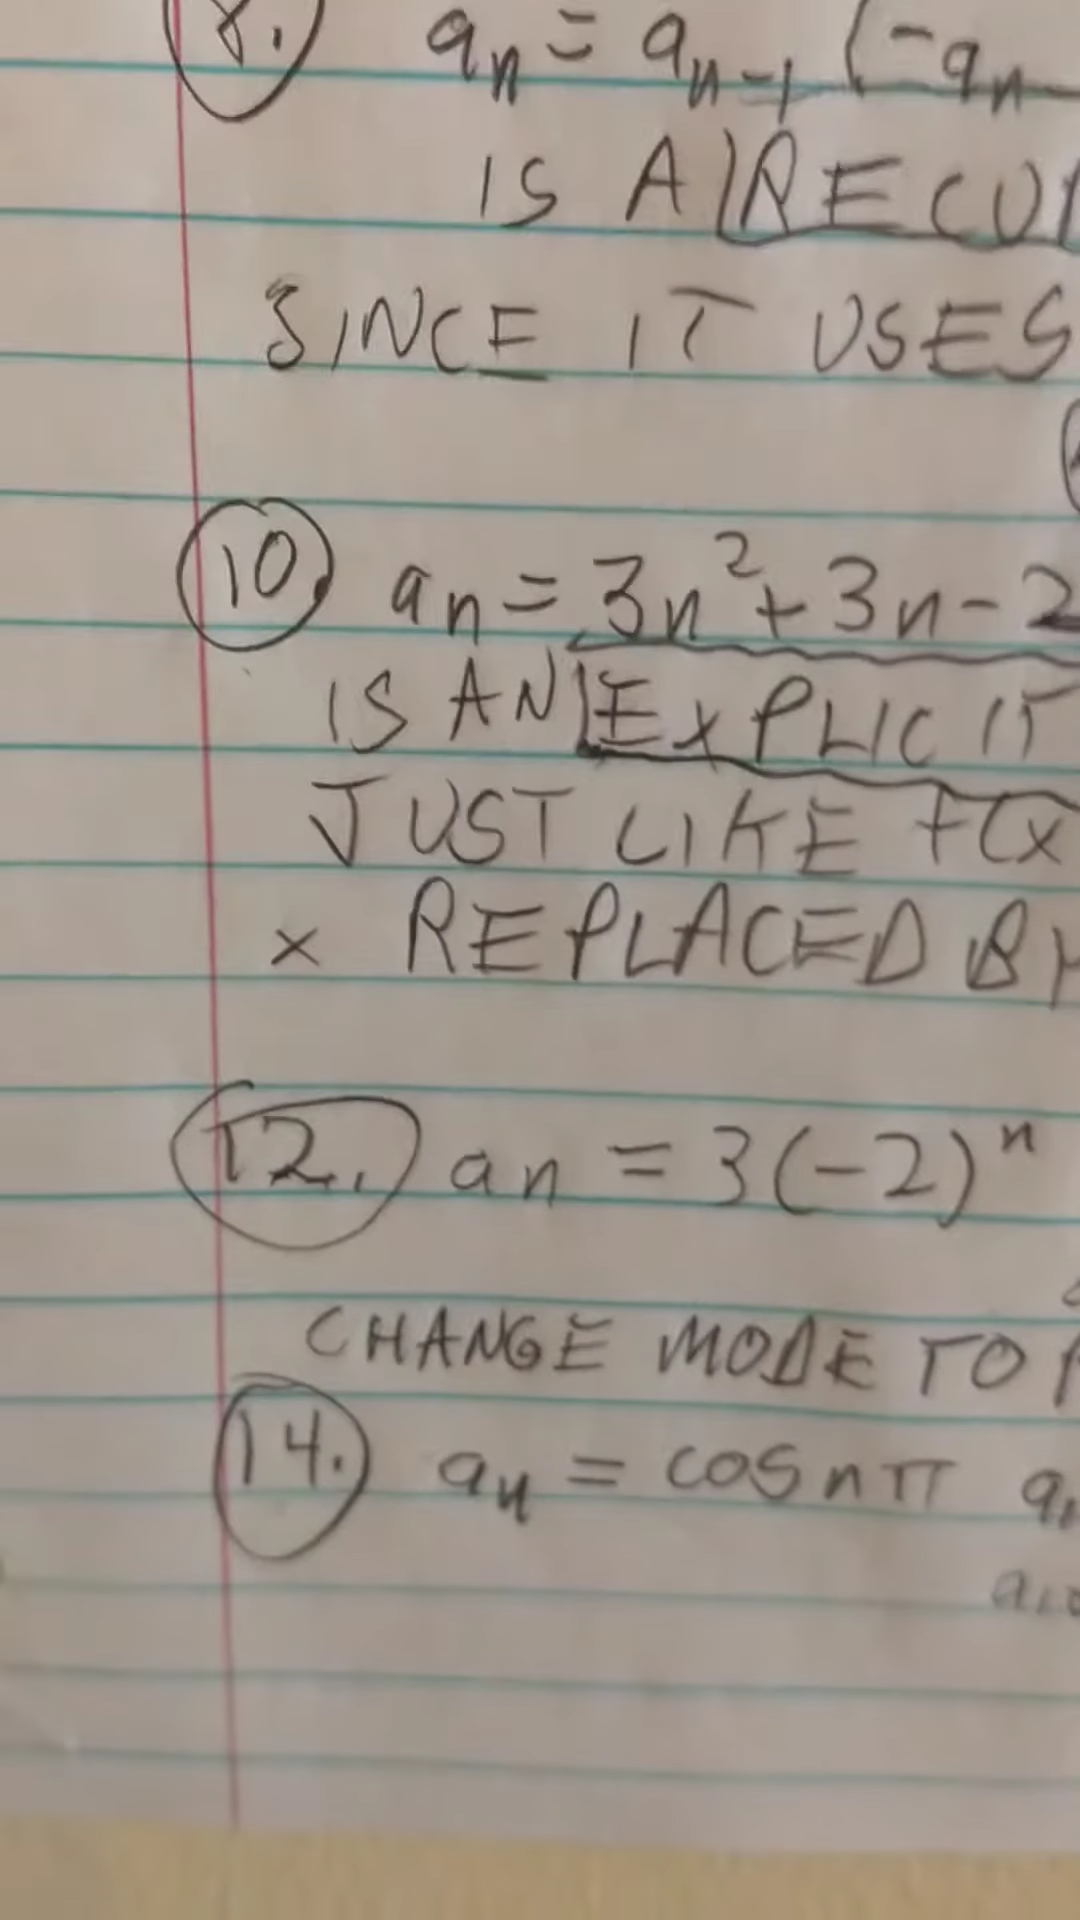 8. aₙ = aₙ₋₁ (-aₙ
IS A RECU
SINCE IT USES
10. aₙ = 3n² + 3n - 2
IS AN EXPLICIT
JUST LIKE f(x
x REPLACED BY
12. aₙ = 3(-2)ⁿ
CHANGE MODE TO
14. aₙ = cos nπ a